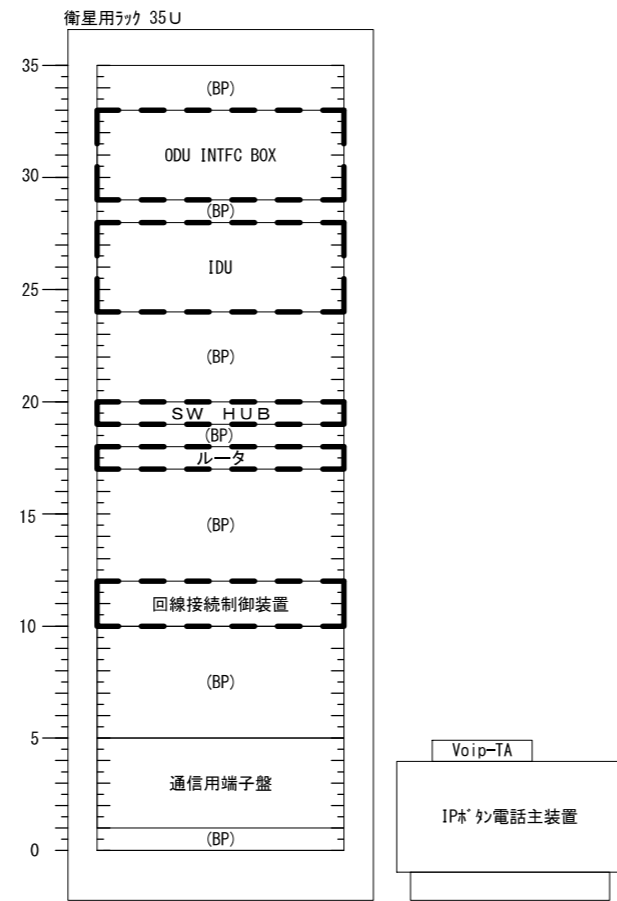 衛星用ﾗｯｸ 35U
35
(BP)
ODU INTFC BOX
30
(BP)
IDU
25
(BP)
20
ＳＷ　ＨＵＢ
(BP)
ルータ
15
(BP)
回線接続制御装置
10
(BP)
5
Voip-TA
通信用端子盤
IPﾎﾞﾀﾝ電話主装置
(BP)
0